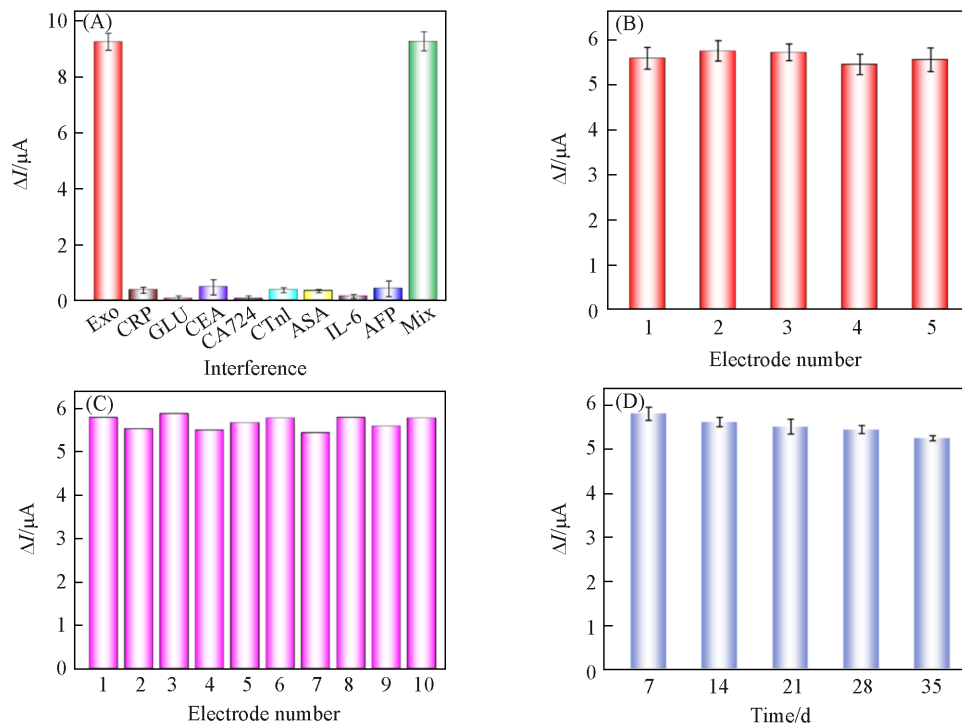 (A)
ΔI/μA
10
8
6
4
2
0
Exo CRP GLU CEA CA724 CTnl ASA IL-6 AFP Mix
Interference
(B)
ΔI/μA
6
5
4
3
2
1
0
1 2 3 4 5
Electrode number
(C)
ΔI/μA
6
5
4
3
2
1
0
1 2 3 4 5 6 7 8 9 10
Electrode number
(D)
ΔI/μA
6
5
4
3
2
1
0
7 14 21 28 35
Time/d